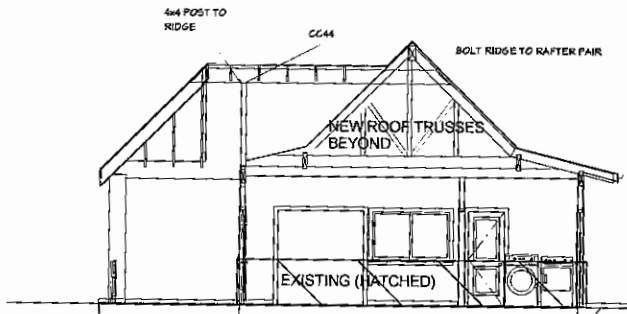 4x4 POST TO
RIDGE
CC44
BOLT RIDGE TO RAFTER PAIR
NEW ROOF TRUSSES
BEYOND
EXISTING (HATCHED)